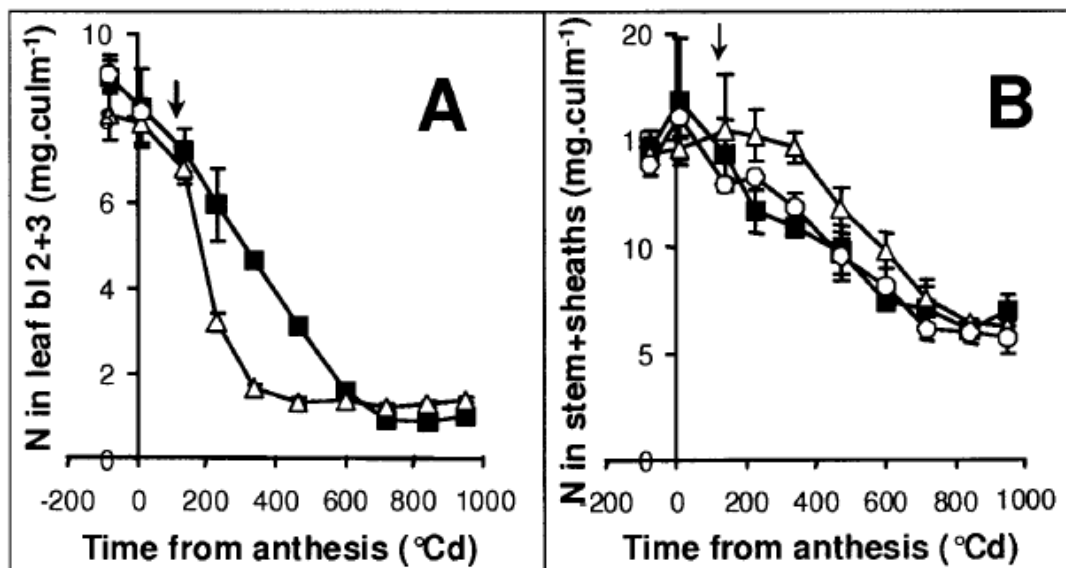 A
N in leaf bl 2+3 (mg.culm⁻¹)
10
8
6
4
2
0
-200 0 200 400 600 800 1000
Time from anthesis (°Cd)
B
N in stem+sheaths (mg.culm⁻¹)
20
15
10
5
0
-200 0 200 400 600 800 1000
Time from anthesis (°Cd)